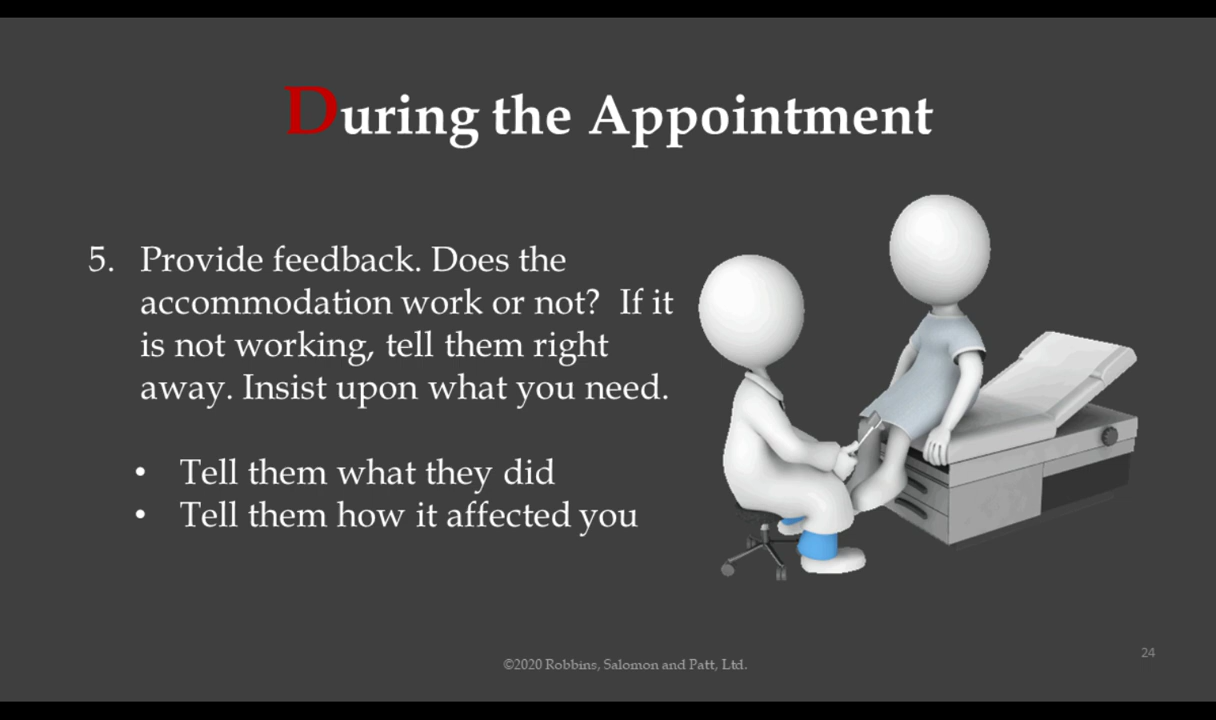 During the Appointment
5. Provide feedback. Does the
accommodation work or not?  If it
is not working, tell them right
away. Insist upon what you need.
• Tell them what they did
• Tell them how it affected you
©2020 Robbins, Salomon and Patt, Ltd.
24